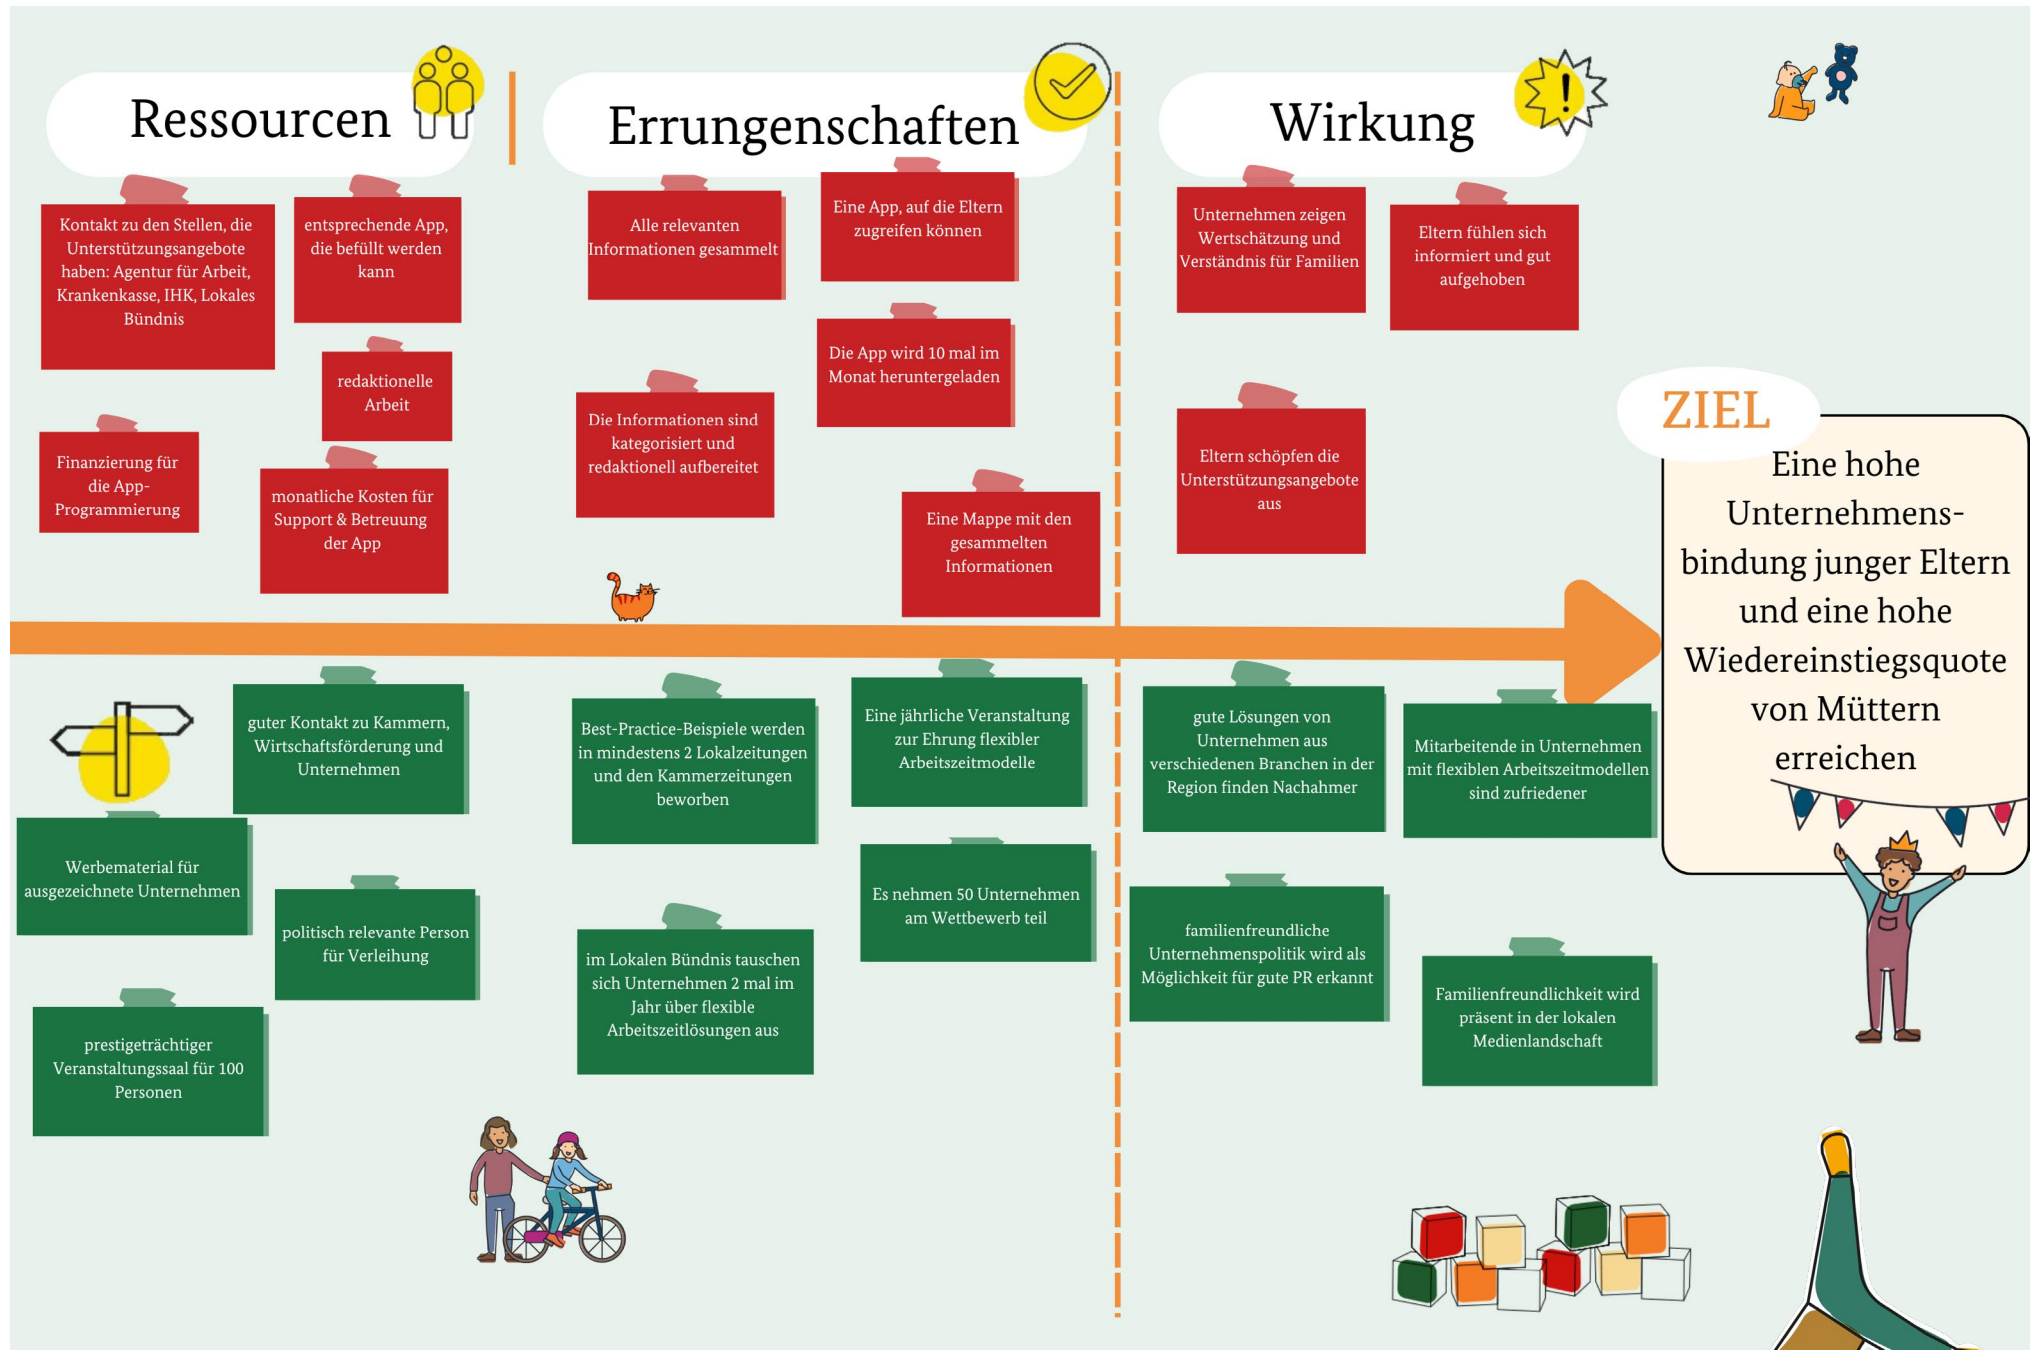 Ressourcen
Kontakt zu den Stellen, die
Unterstützungsangebote
haben: Agentur für Arbeit,
Krankenkasse, IHK, Lokales
Bündnis
entsprechende App,
die befüllt werden
kann
redaktionelle
Arbeit
Finanzierung für
die App-
Programmierung
monatliche Kosten für
Support & Betreuung
der App
Errungenschaften
Alle relevanten
Informationen gesammelt
Eine App, auf die Eltern
zugreifen können
Die App wird 10 mal im
Monat heruntergeladen
Die Informationen sind
kategorisiert und
redaktionell aufbereitet
Eine Mappe mit den
gesammelten
Informationen
Wirkung
!
Unternehmen zeigen
Wertschätzung und
Verständnis für Familien
Eltern fühlen sich
informiert und gut
aufgehoben
Eltern schöpfen die
Unterstützungsangebote
aus
ZIEL
Eine hohe
Unternehmens-
bindung junger Eltern
und eine hohe
Wiedereinstiegsquote
von Müttern
erreichen
guter Kontakt zu Kammern,
Wirtschaftsförderung und
Unternehmen
Werbematerial für
ausgezeichnete Unternehmen
politisch relevante Person
für Verleihung
prestigeträchtiger
Veranstaltungssaal für 100
Personen
Best-Practice-Beispiele werden
in mindestens 2 Lokalzeitungen
und den Kammerzeitungen
beworben
Eine jährliche Veranstaltung
zur Ehrung flexibler
Arbeitszeitmodelle
Es nehmen 50 Unternehmen
am Wettbewerb teil
im Lokalen Bündnis tauschen
sich Unternehmen 2 mal im
Jahr über flexible
Arbeitszeitlösungen aus
gute Lösungen von
Unternehmen aus
verschiedenen Branchen in der
Region finden Nachahmer
Mitarbeitende in Unternehmen
mit flexiblen Arbeitszeitmodellen
sind zufriedener
familienfreundliche
Unternehmenspolitik wird als
Möglichkeit für gute PR erkannt
Familienfreundlichkeit wird
präsent in der lokalen
Medienlandschaft